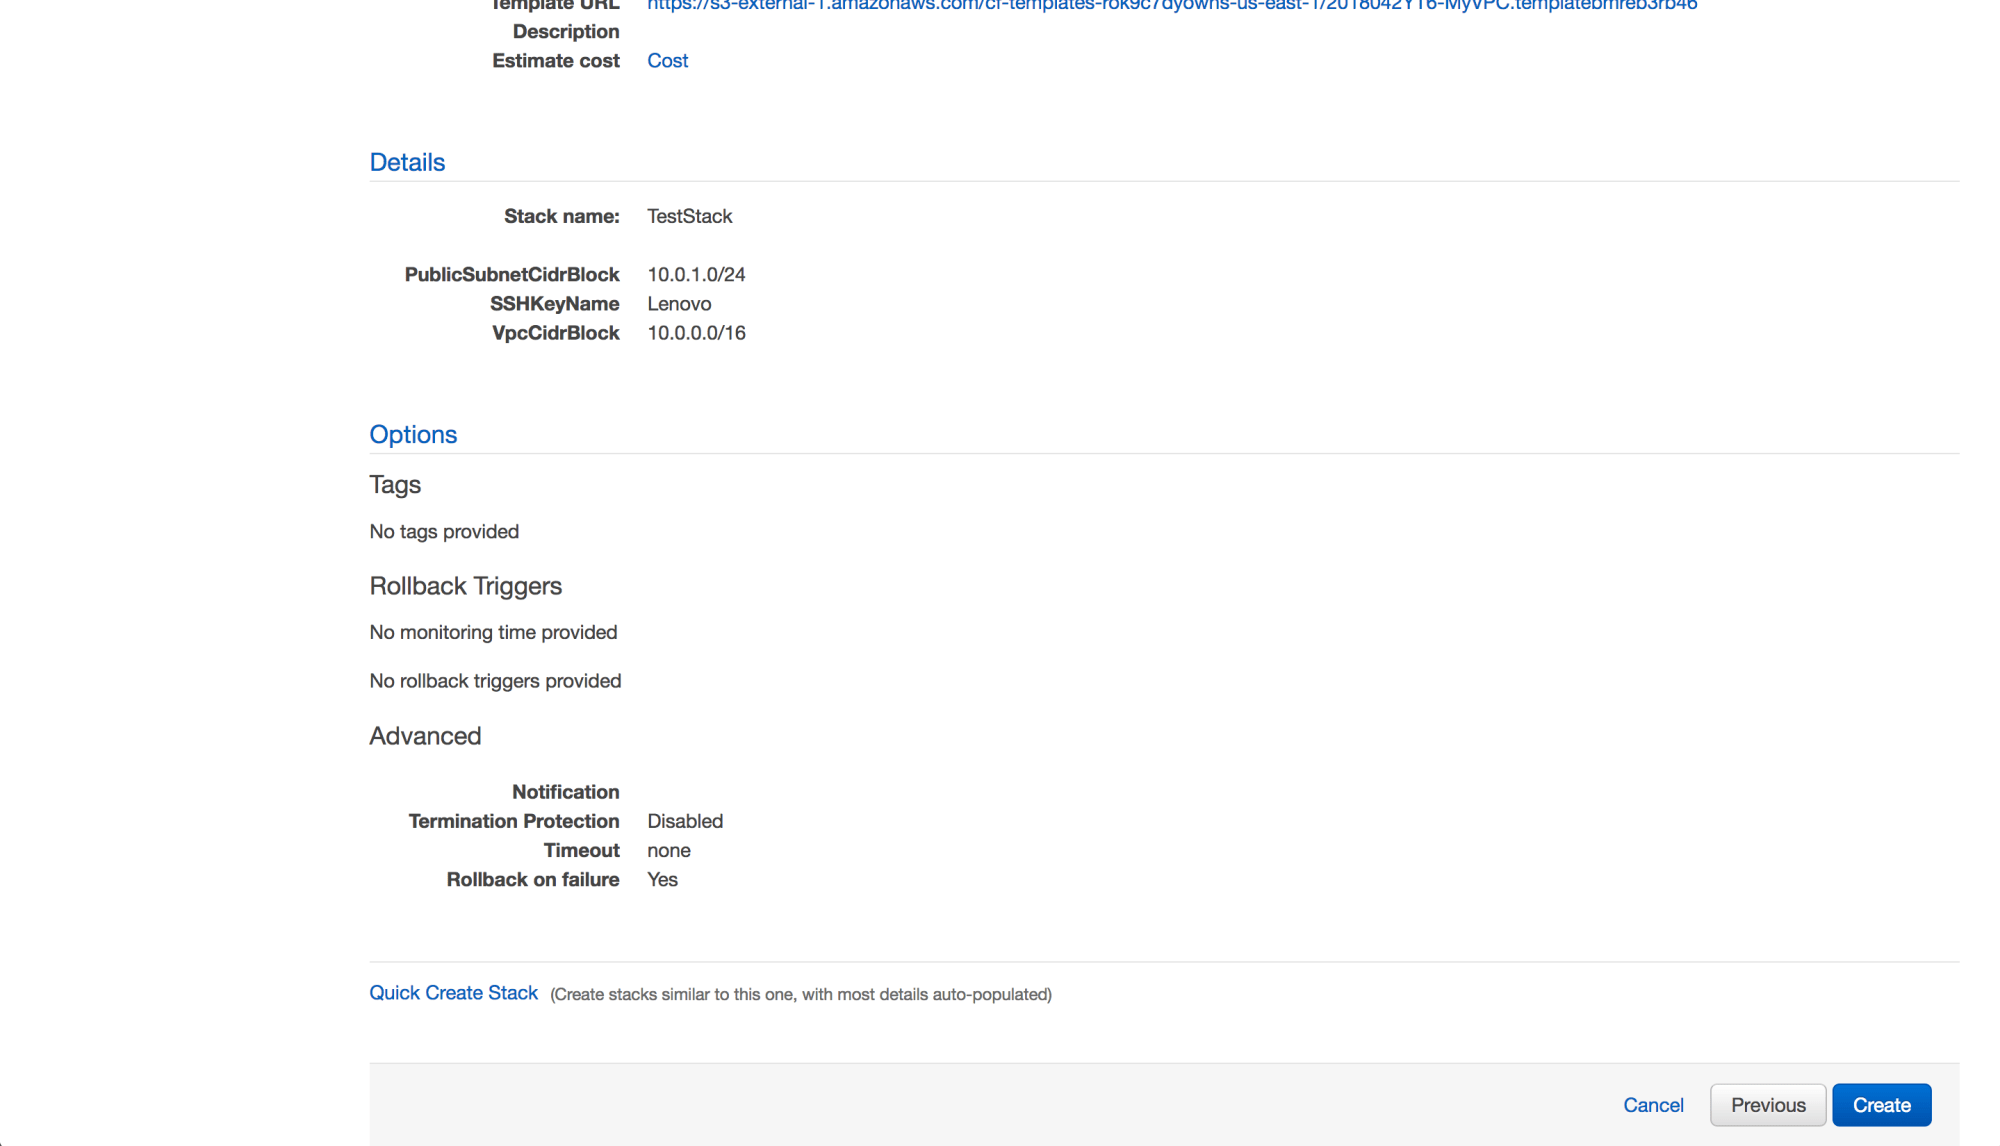 Template URL https://s3-external-1.amazonaws.com/cf-templates-rok9c7dyowns-us-east-1/2018042Y16-MyVPC.templatebmreb3rb46
Description
Estimate cost Cost
Details
Stack name: TestStack
PublicSubnetCidrBlock 10.0.1.0/24
SSHKeyName Lenovo
VpcCidrBlock 10.0.0.0/16
Options
Tags
No tags provided
Rollback Triggers
No monitoring time provided
No rollback triggers provided
Advanced
Notification
Termination Protection Disabled
Timeout none
Rollback on failure Yes
Quick Create Stack (Create stacks similar to this one, with most details auto-populated)
Cancel Previous Create